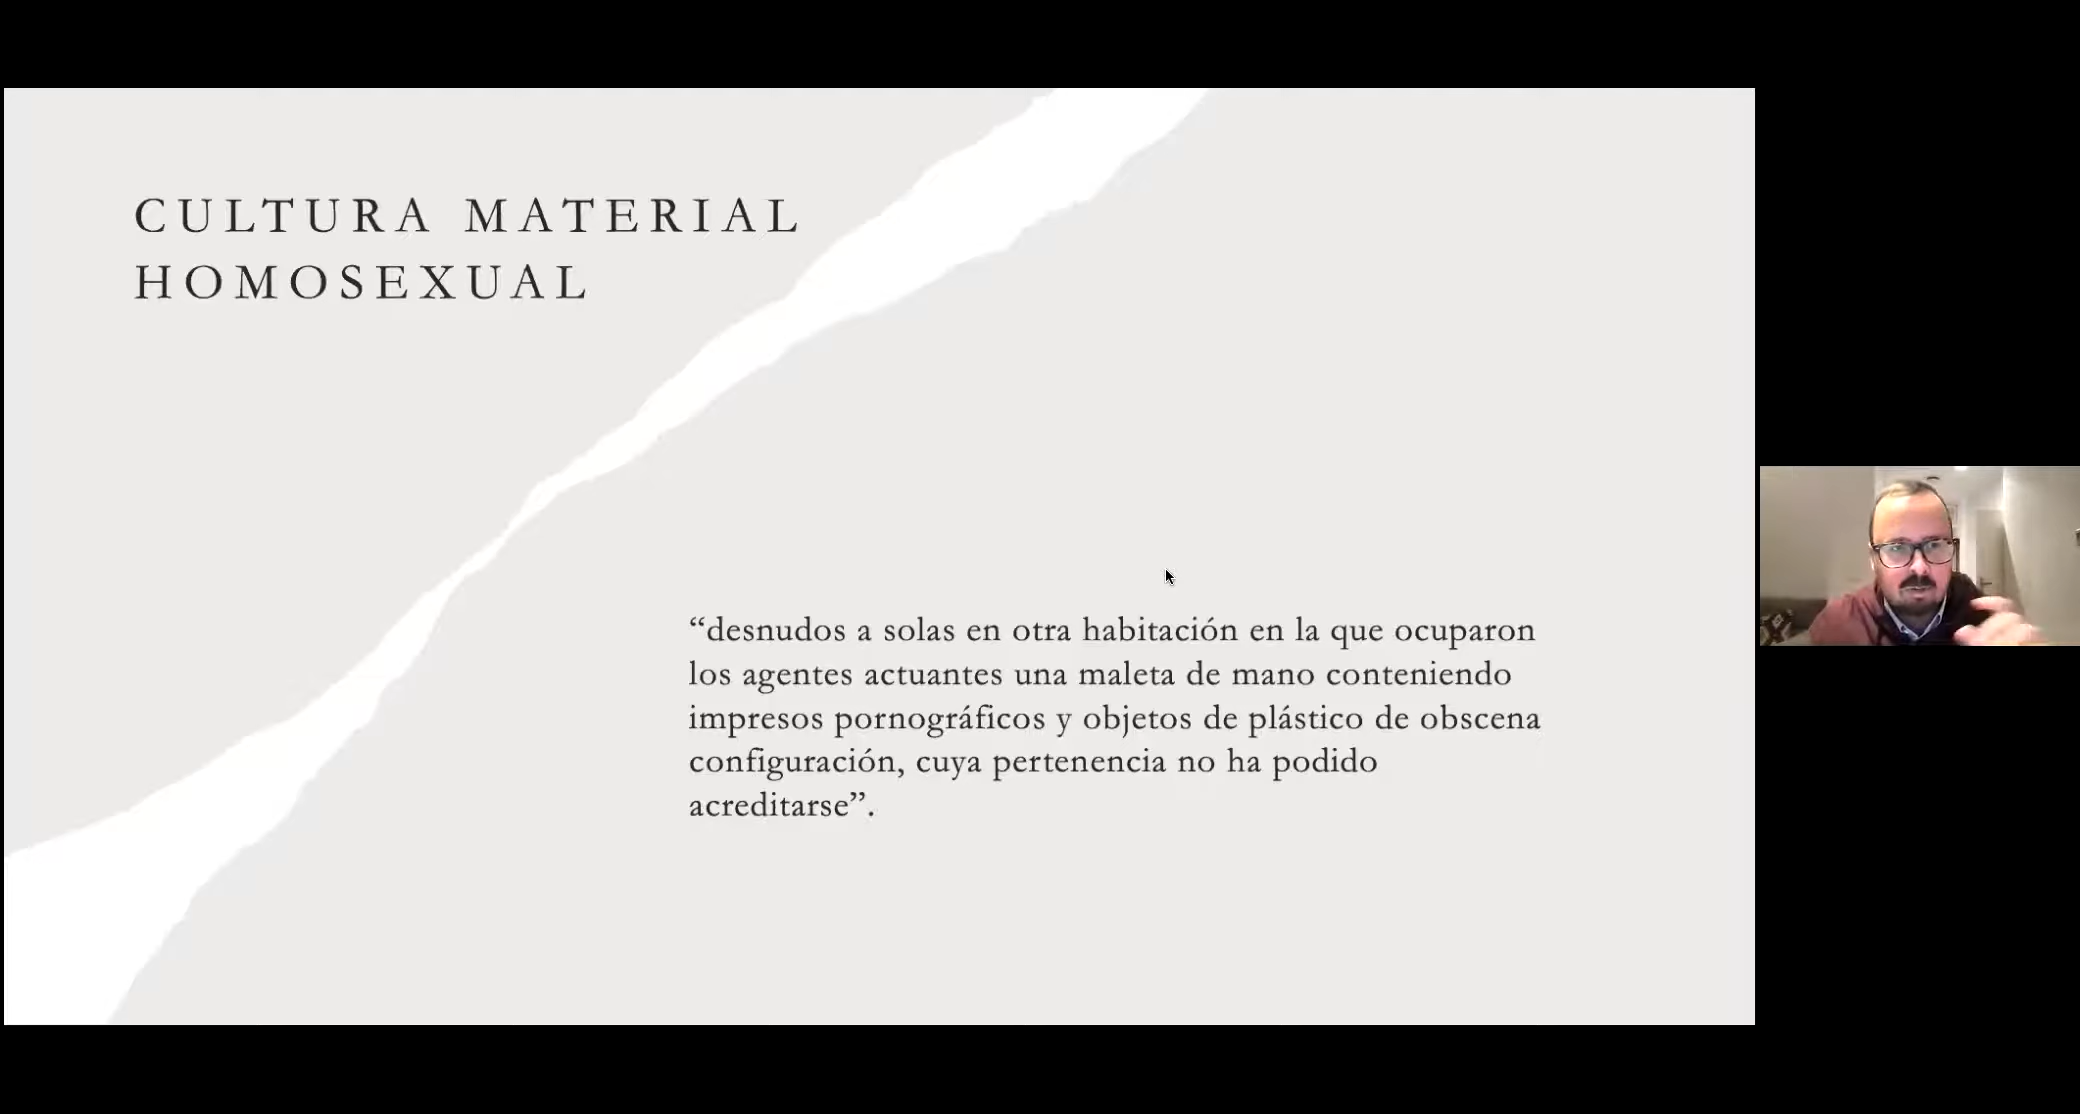 CULTURA MATERIAL
HOMOSEXUAL
“desnudos a solas en otra habitación en la que ocuparon
los agentes actuantes una maleta de mano conteniendo
impresos pornográficos y objetos de plástico de obscena
configuración, cuya pertenencia no ha podido
acreditarse”.